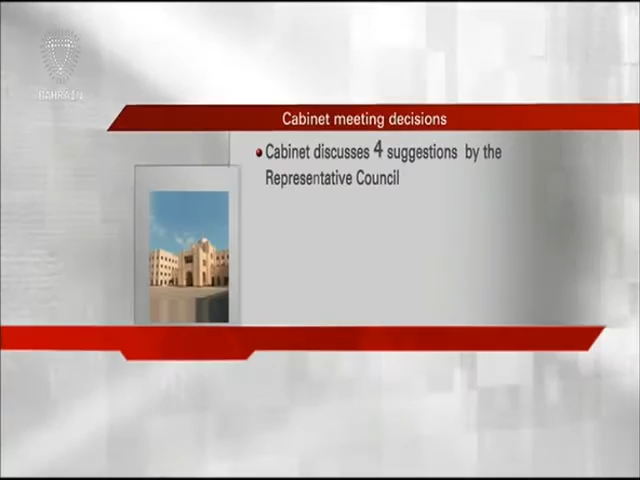 BAHRAIN
Cabinet meeting decisions
Cabinet discusses 4 suggestions by the
Representative Council